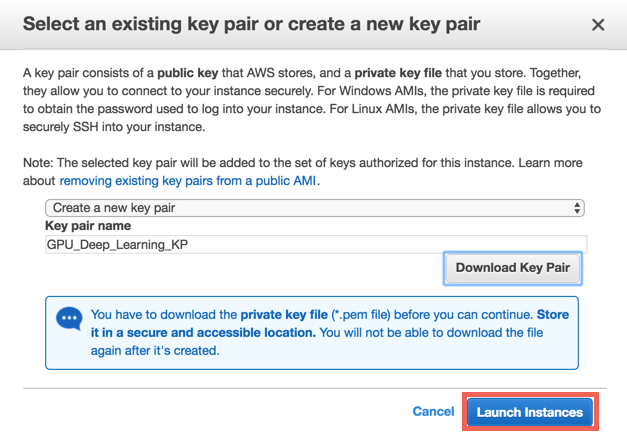 Select an existing key pair or create a new key pair
A key pair consists of a public key that AWS stores, and a private key file that you store. Together,
they allow you to connect to your instance securely. For Windows AMIs, the private key file is required
to obtain the password used to log into your instance. For Linux AMIs, the private key file allows you to
securely SSH into your instance.
Note: The selected key pair will be added to the set of keys authorized for this instance. Learn more
about removing existing key pairs from a public AMI.
Create a new key pair
Key pair name
GPU_Deep_Learning_KP
Download Key Pair
You have to download the private key file (*.pem file) before you can continue. Store
it in a secure and accessible location. You will not be able to download the file
again after it's created.
Cancel Launch Instances